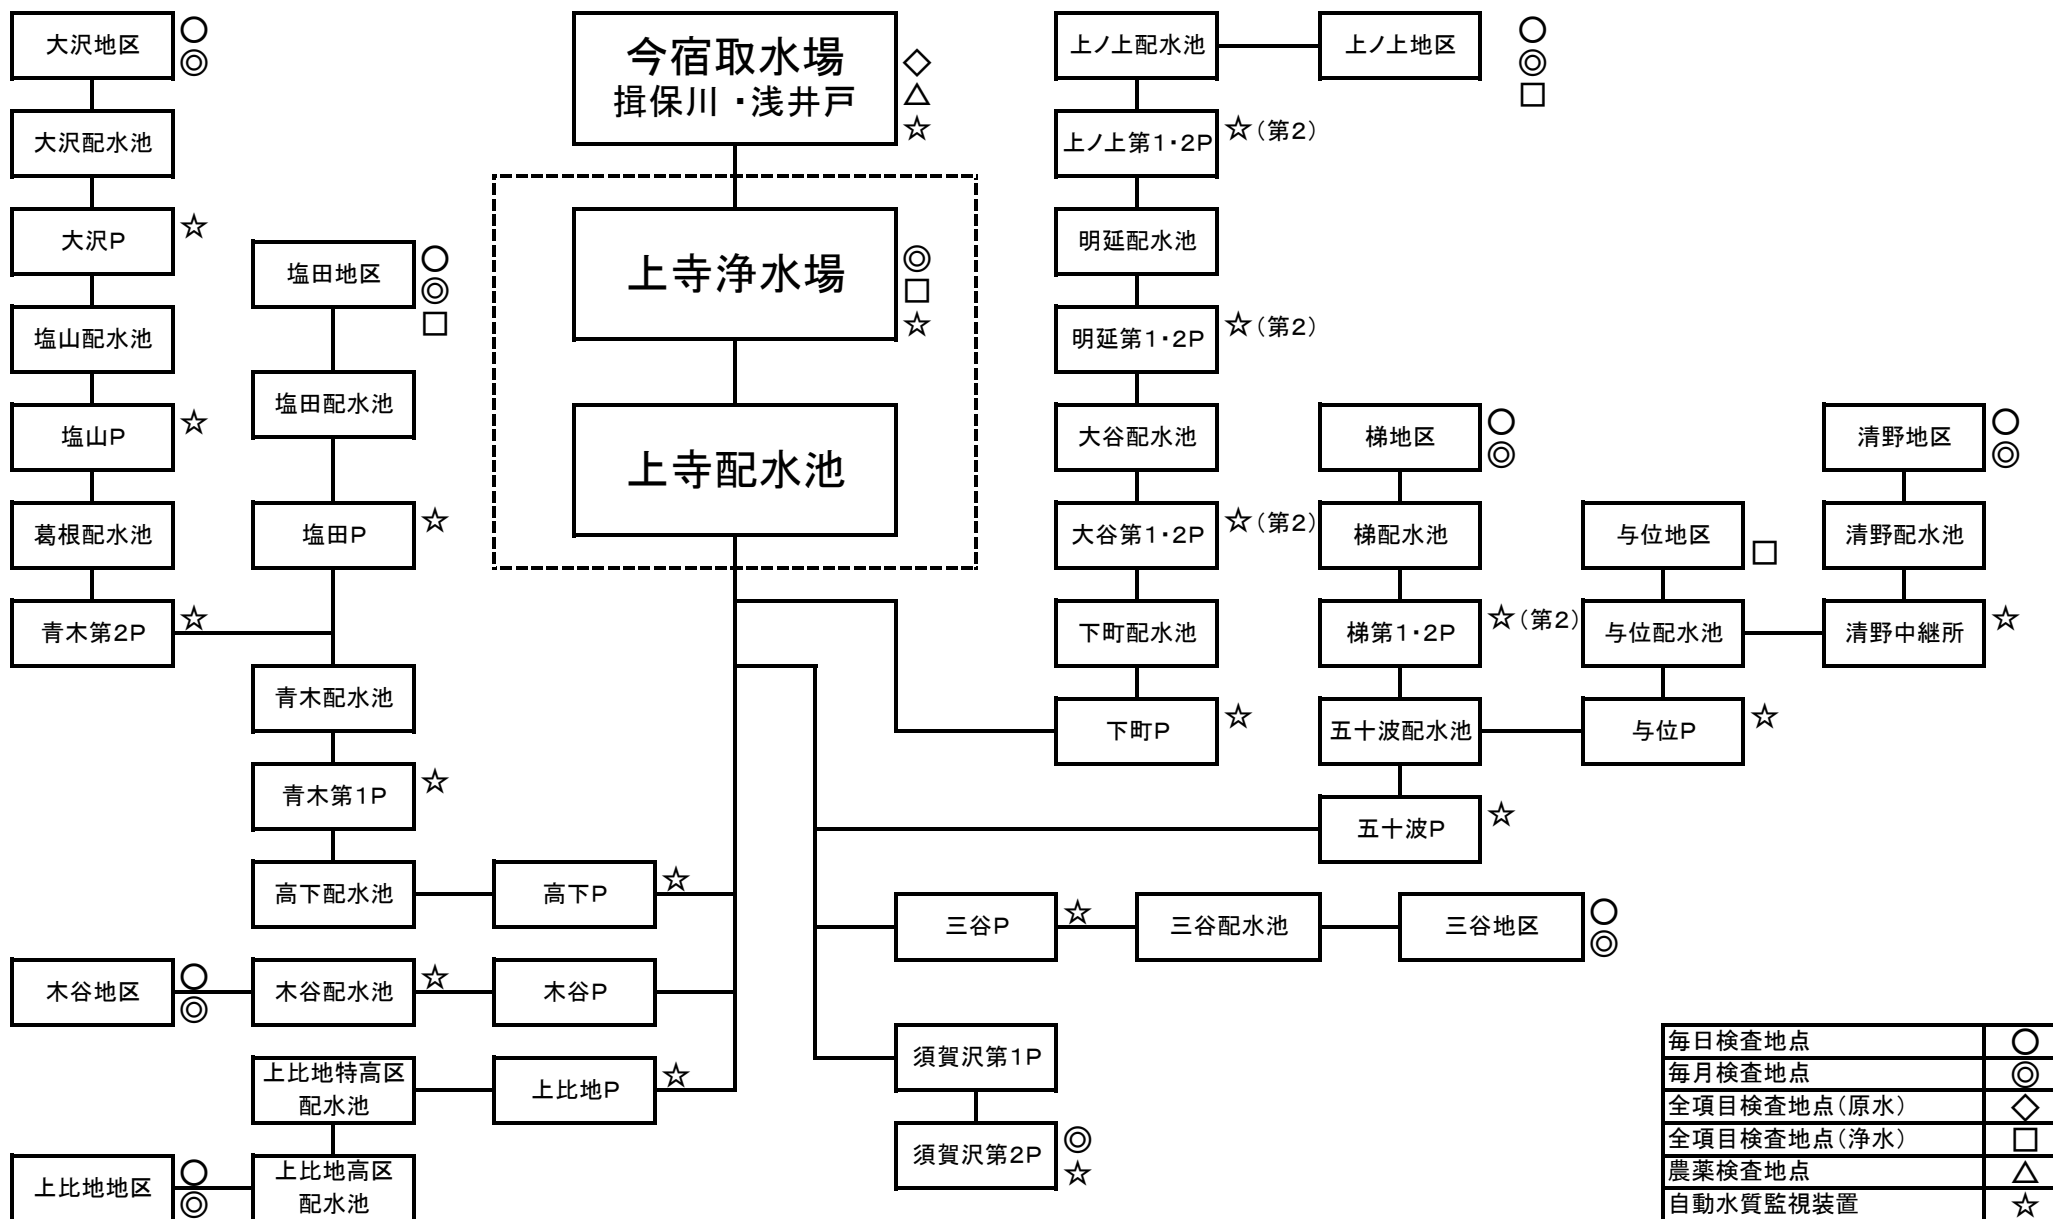 大沢地区
○
◎
大沢配水池
大沢P
☆
塩山配水池
塩山P
☆
葛根配水池
青木第2P
☆
塩田地区
○
◎
□
塩田配水池
塩田P
☆
青木配水池
青木第1P
☆
高下配水池
高下P
☆
木谷地区
○
◎
木谷配水池
☆
木谷P
上比地特高区
配水池
上比地P
☆
上比地地区
○
◎
上比地高区
配水池
今宿取水場
揖保川・浅井戸
◇
△
☆
上寺浄水場
◎
□
☆
上寺配水池
上ノ上配水池
上ノ上地区
○
◎
□
上ノ上第1・2P
☆(第2)
明延配水池
明延第1・2P
☆(第2)
大谷配水池
大谷第1・2P
☆(第2)
下町配水池
下町P
☆
梯地区
○
◎
梯配水池
梯第1・2P
☆(第2)
五十波配水池
五十波P
☆
与位地区
□
与位配水池
与位P
☆
清野地区
○
◎
清野配水池
清野中継所
☆
三谷P
☆
三谷配水池
三谷地区
○
◎
須賀沢第1P
須賀沢第2P
◎
☆
毎日検査地点 ○
毎月検査地点 ◎
全項目検査地点(原水) ◇
全項目検査地点(浄水) □
農薬検査地点 △
自動水質監視装置 ☆